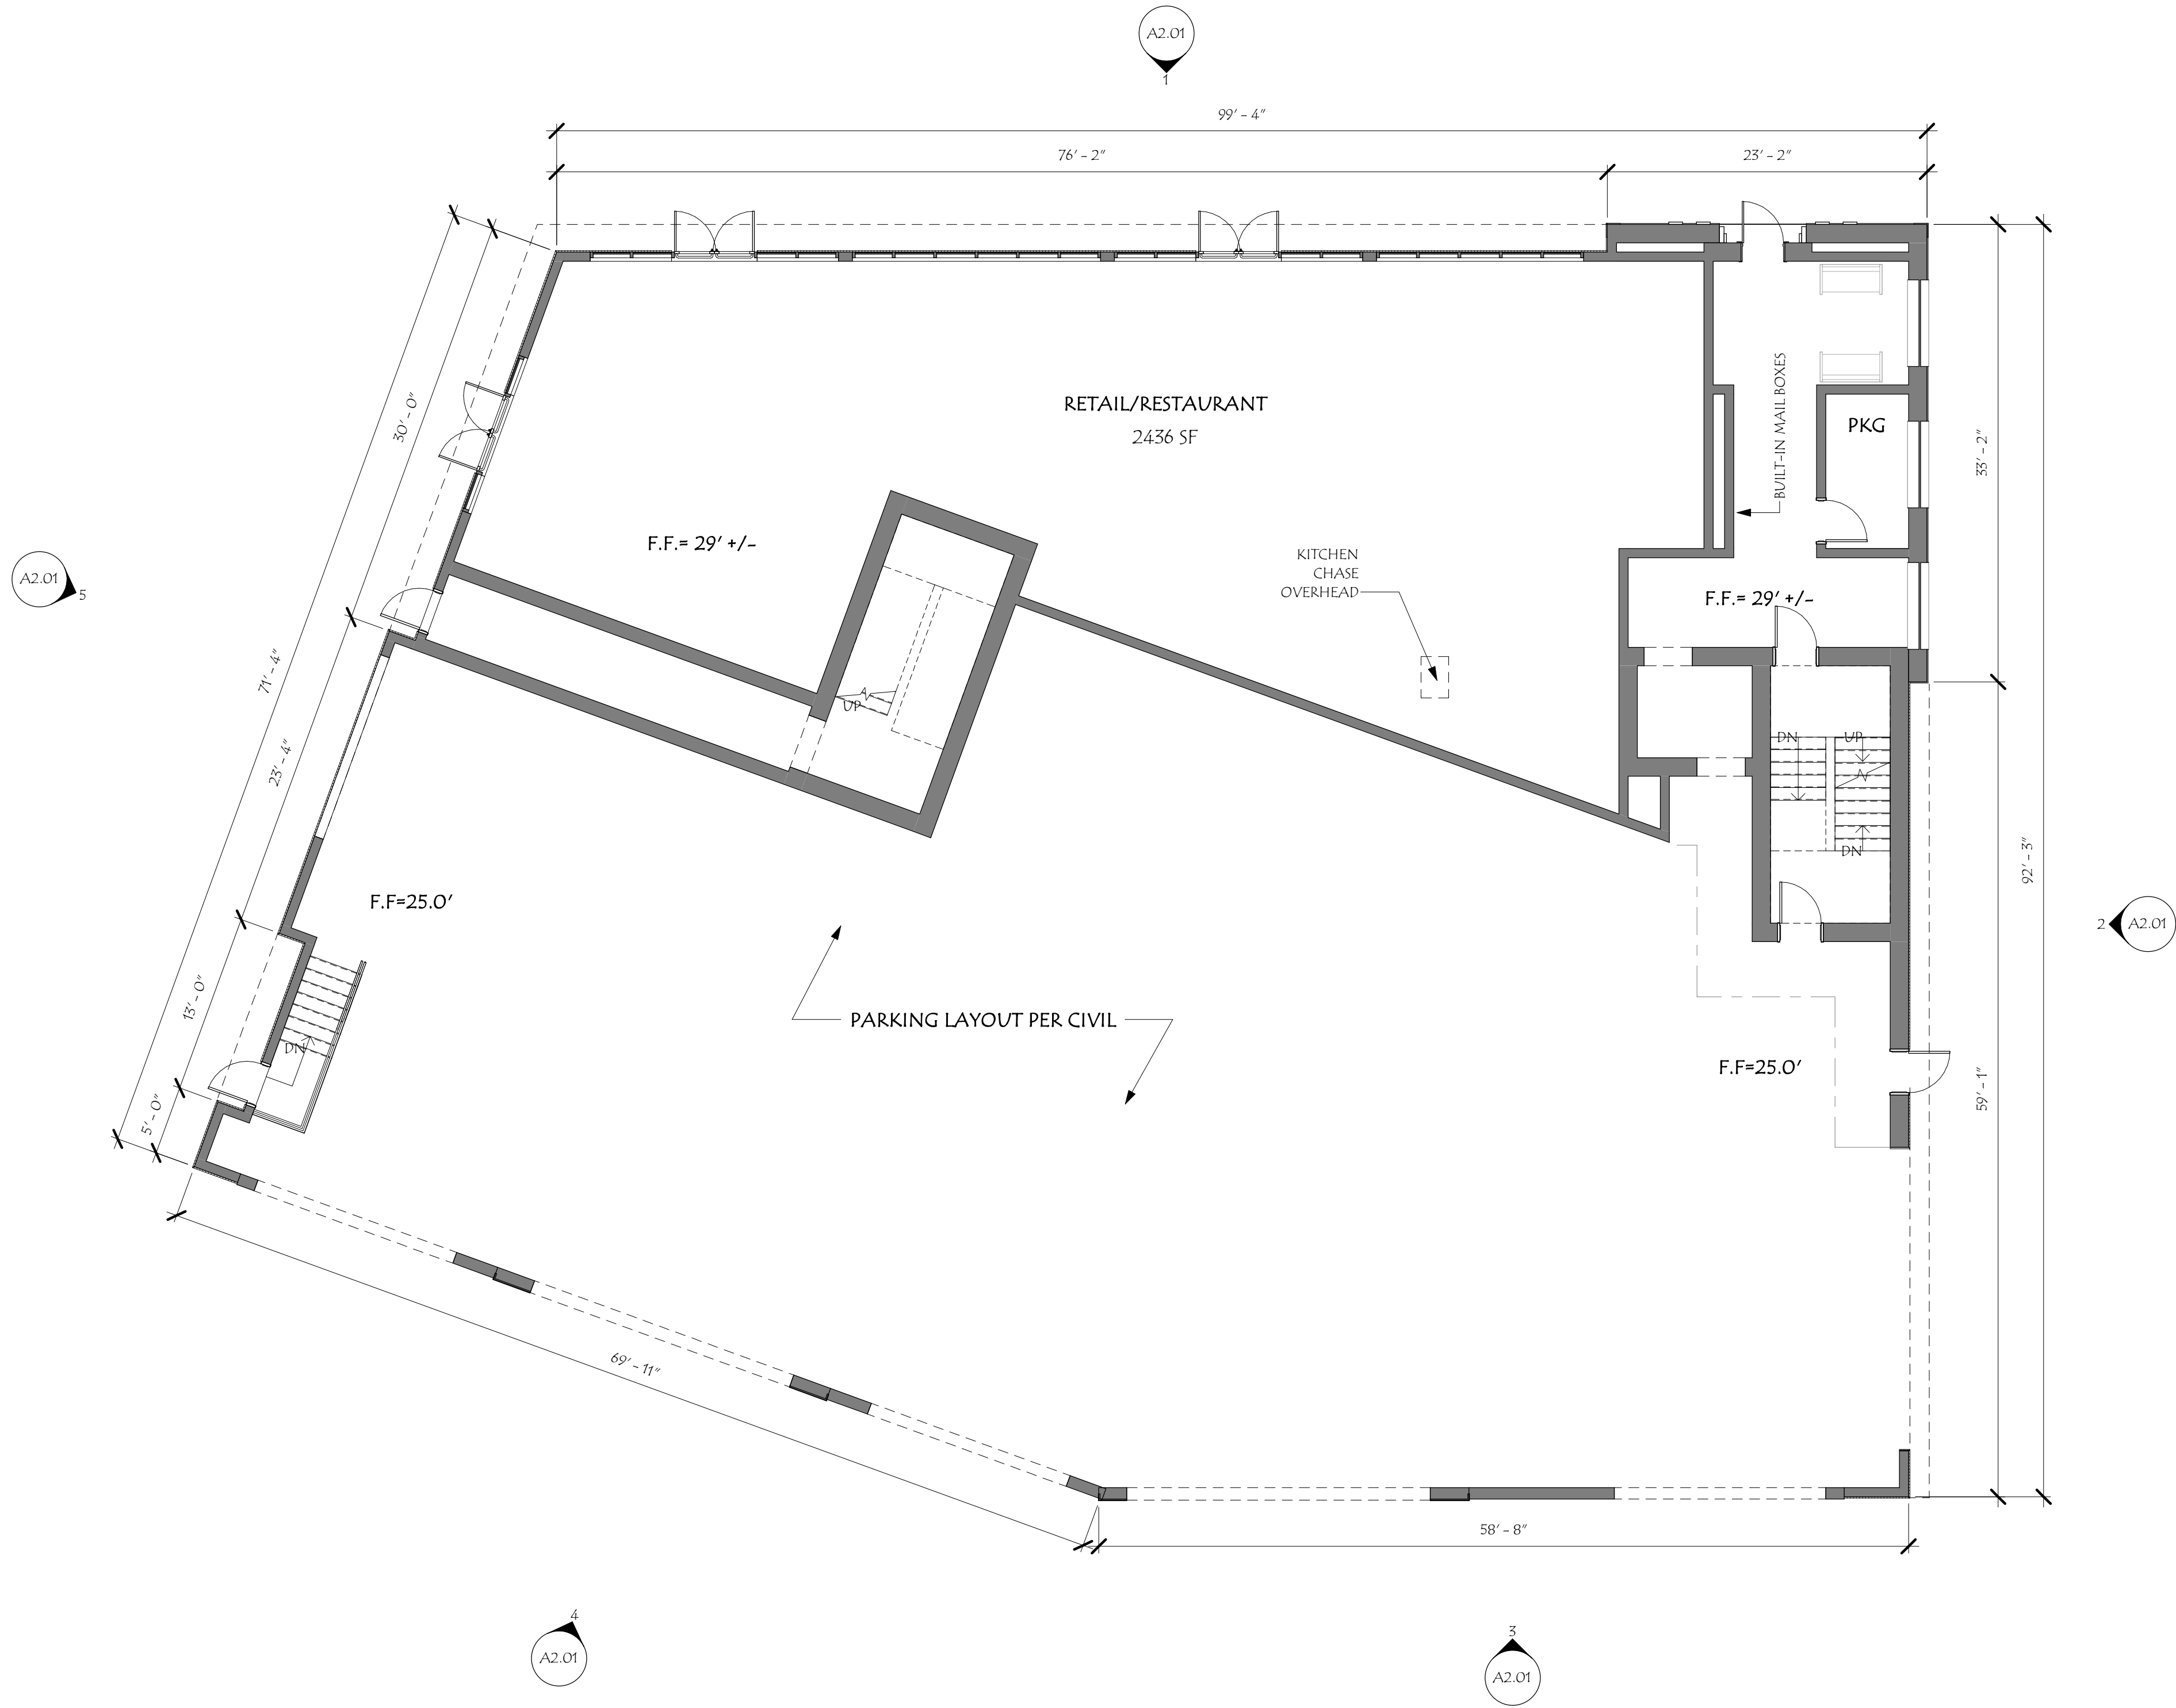 A2.01
1
99' - 4"
76' - 2"
23' - 2"
RETAIL/RESTAURANT
2436 SF
30' - 0"
71' - 4"
BUILT-IN MAIL BOXES
PKG
33' - 2"
F.F.= 29' +/-
KITCHEN
CHASE
OVERHEAD
F.F.= 29' +/-
A2.01
5
UP
23' - 4"
DN
UP
DN
92' - 3"
F.F=25.0'
2
A2.01
13' - 0"
PARKING LAYOUT PER CIVIL
DN
F.F=25.0'
59' - 1"
5' - 0"
69' - 11"
58' - 8"
4
A2.01
3
A2.01